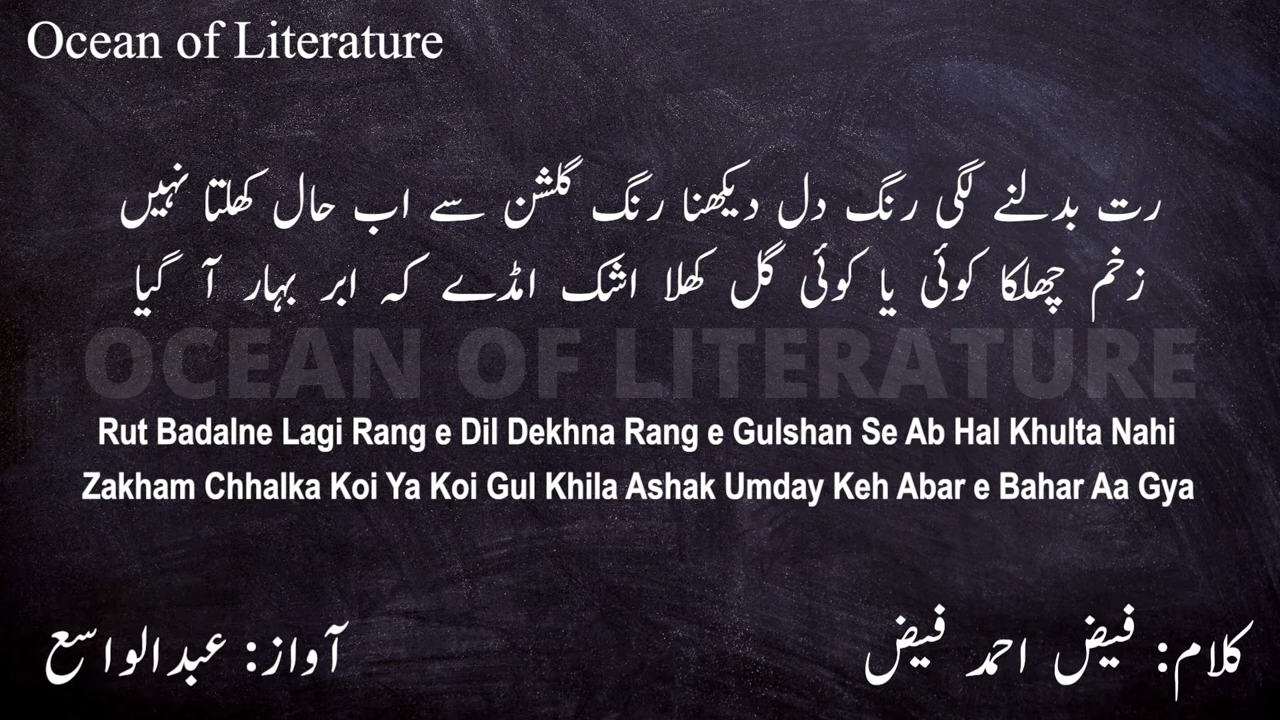 Ocean of Literature
رت بدلنے لگی رنگ دل دیکھنا رنگ گلشن سے اب حال کھلتا نہیں
زخم چھلکا کوئی یا کوئی گل کھلا اشک امڈے کہ ابر بہار آ گیا
OCEAN OF LITERATURE
Rut Badalne Lagi Rang e Dil Dekhna Rang e Gulshan Se Ab Hal Khulta Nahi
Zakham Chhalka Koi Ya Koi Gul Khila Ashak Umday Keh Abar e Bahar Aa Gya
کلام: فیض احمد فیض
آواز: عبدالواسع